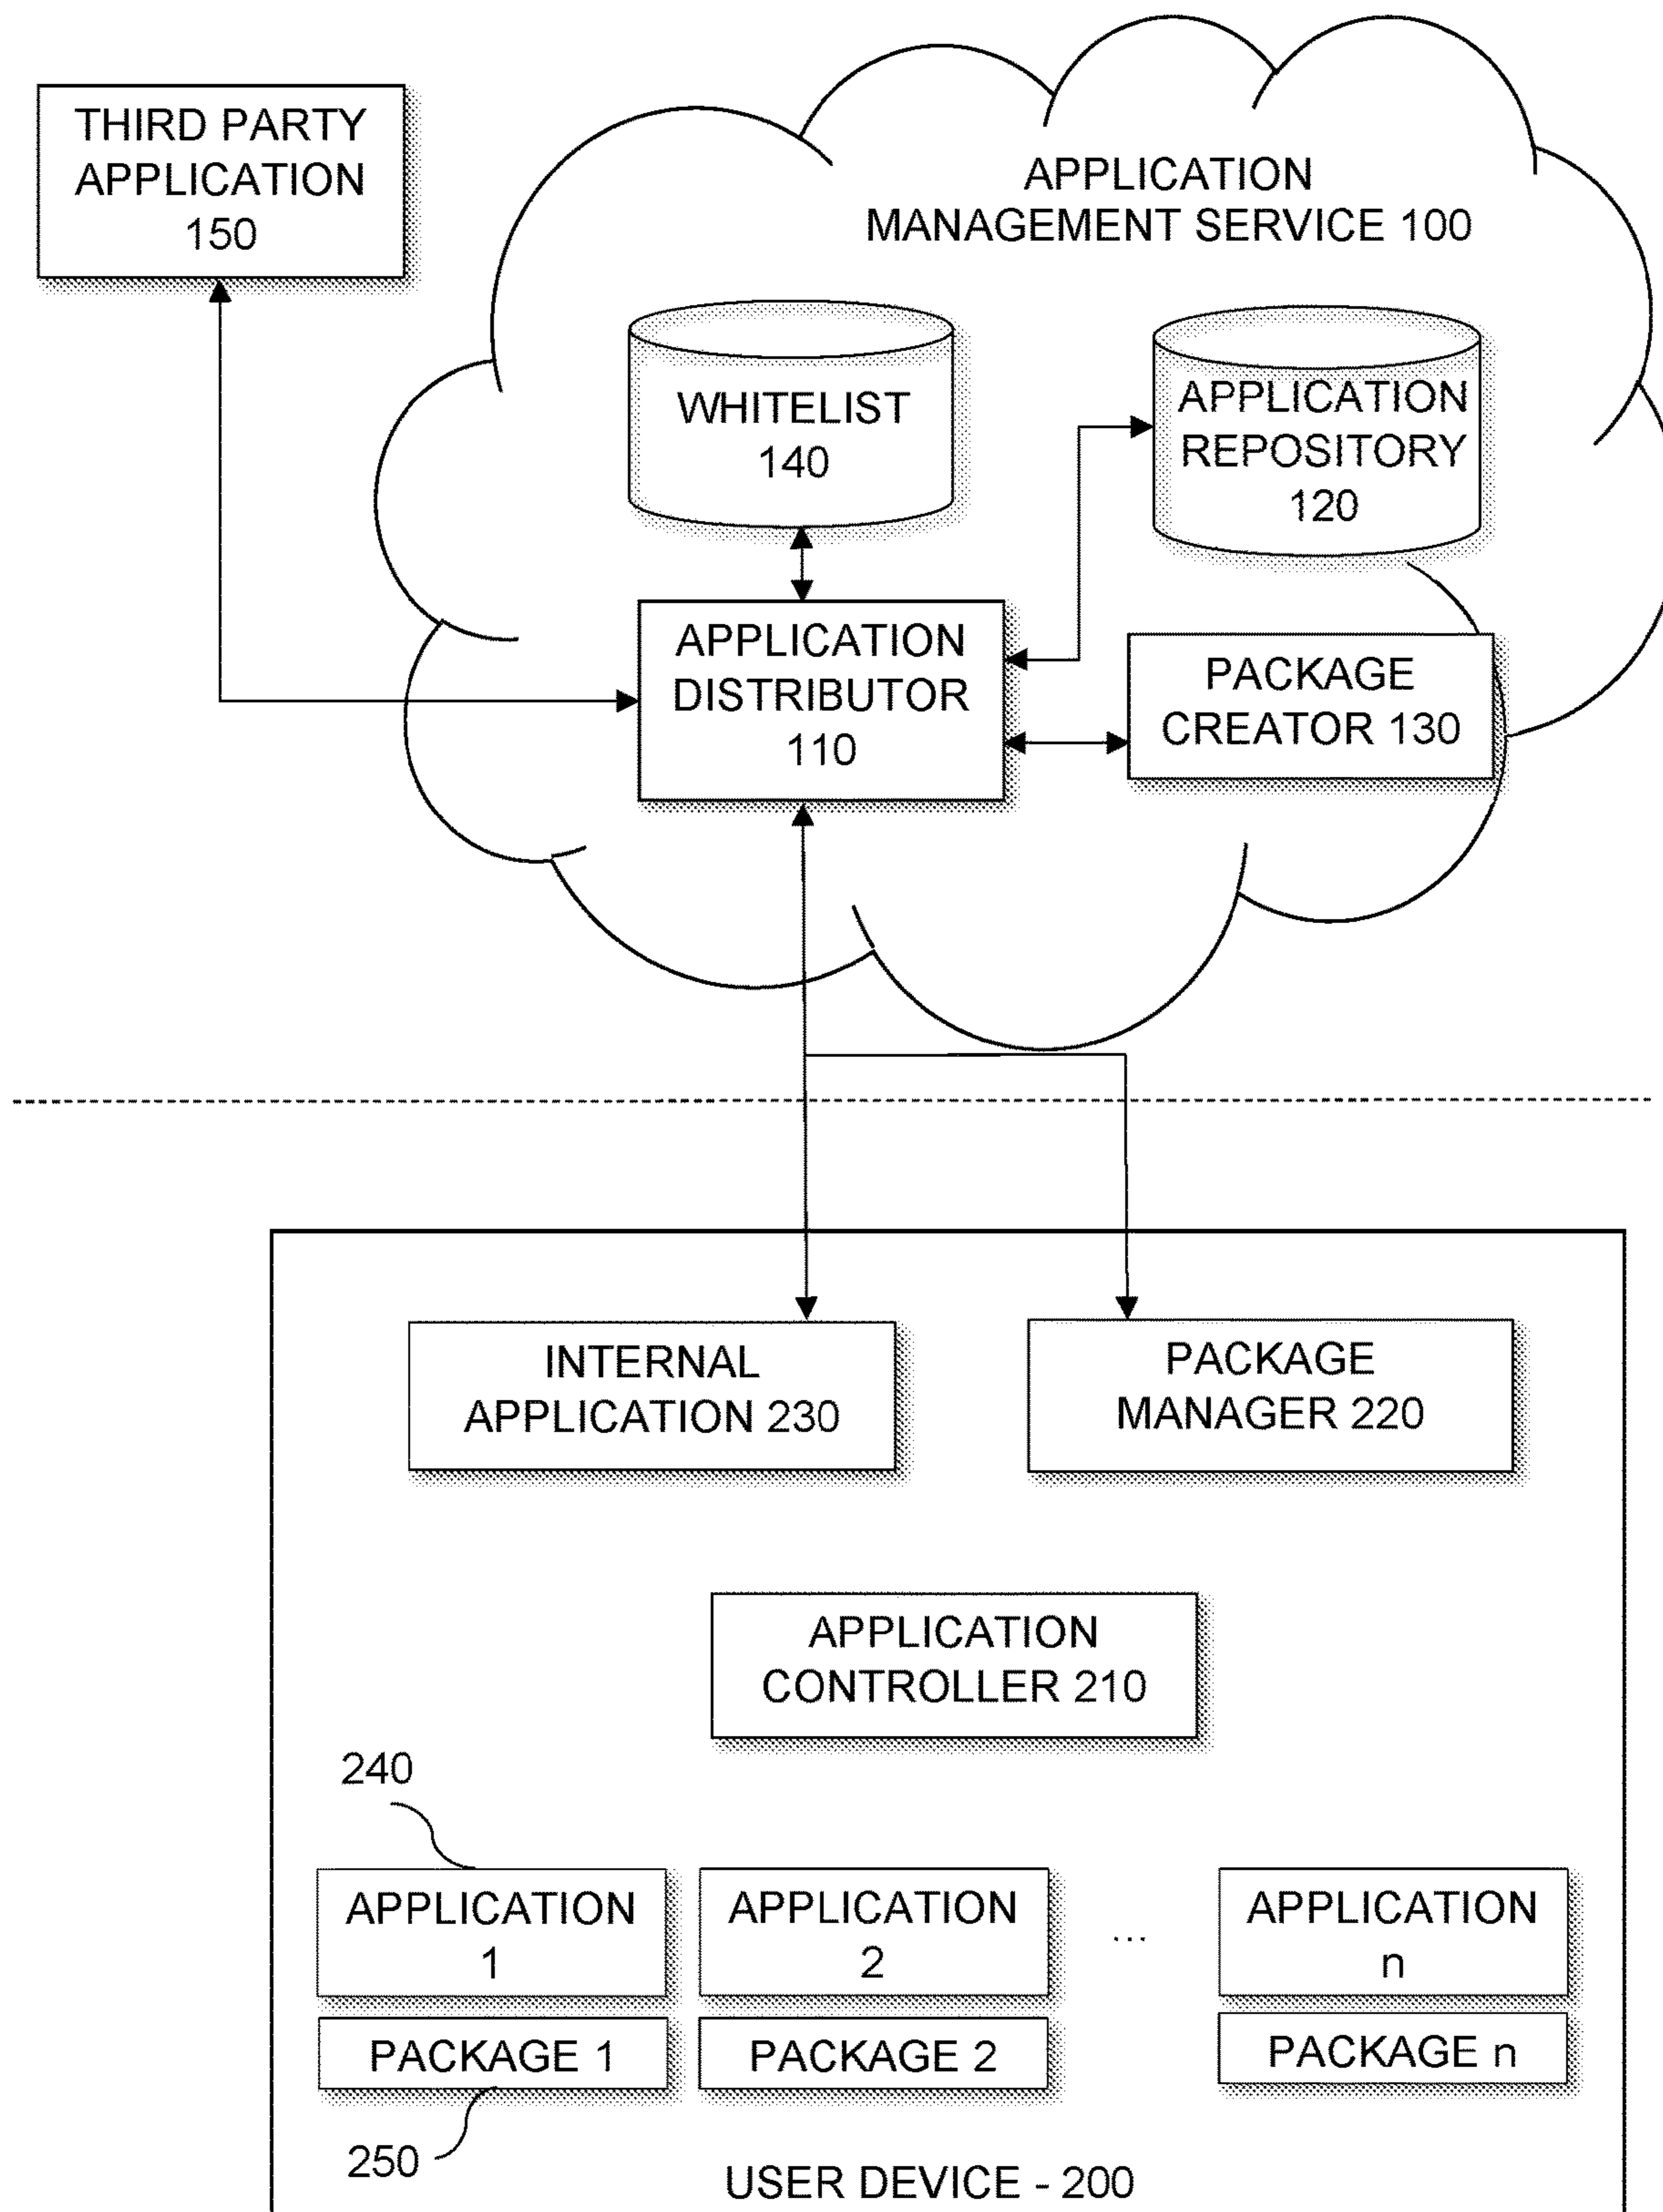 THIRD PARTY
APPLICATION
150
APPLICATION
MANAGEMENT SERVICE 100
WHITELIST
140
APPLICATION
REPOSITORY
120
APPLICATION
DISTRIBUTOR
110
PACKAGE
CREATOR 130
INTERNAL
APPLICATION 230
PACKAGE
MANAGER 220
APPLICATION
CONTROLLER 210
240
APPLICATION
1
APPLICATION
2
...
APPLICATION
n
PACKAGE 1
PACKAGE 2
PACKAGE n
250
USER DEVICE - 200